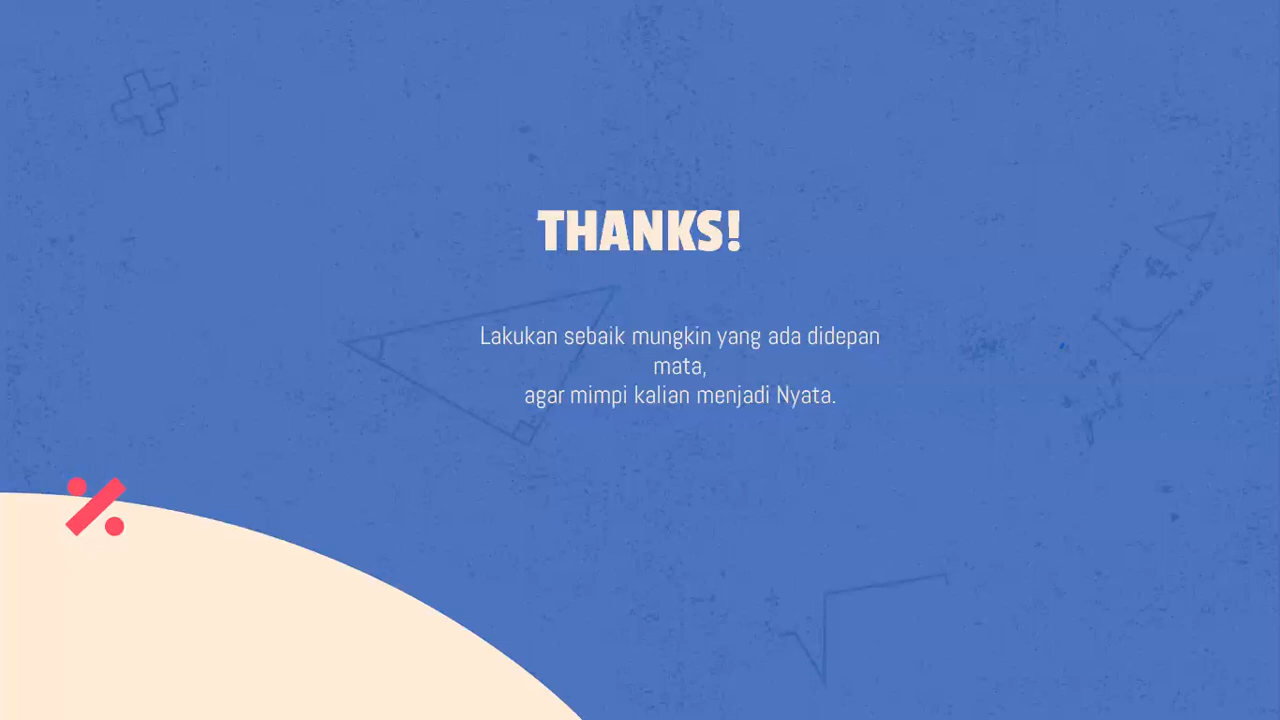 THANKS!
Lakukan sebaik mungkin yang ada didepan
mata,
agar mimpi kalian menjadi Nyata.